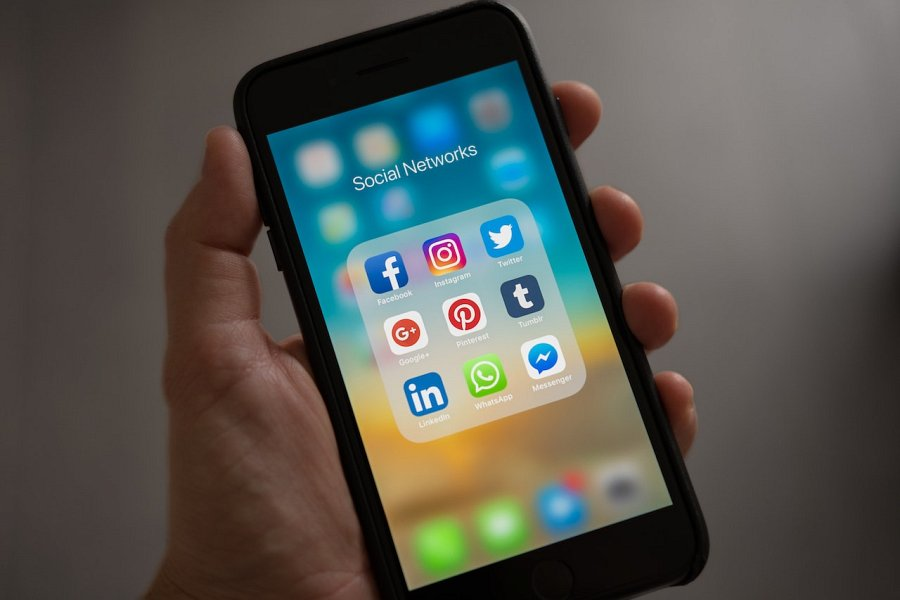 Social Networks
Facebook Instagram Twitter
Google+ Pinterest Tumblr
LinkedIn WhatsApp Messenger